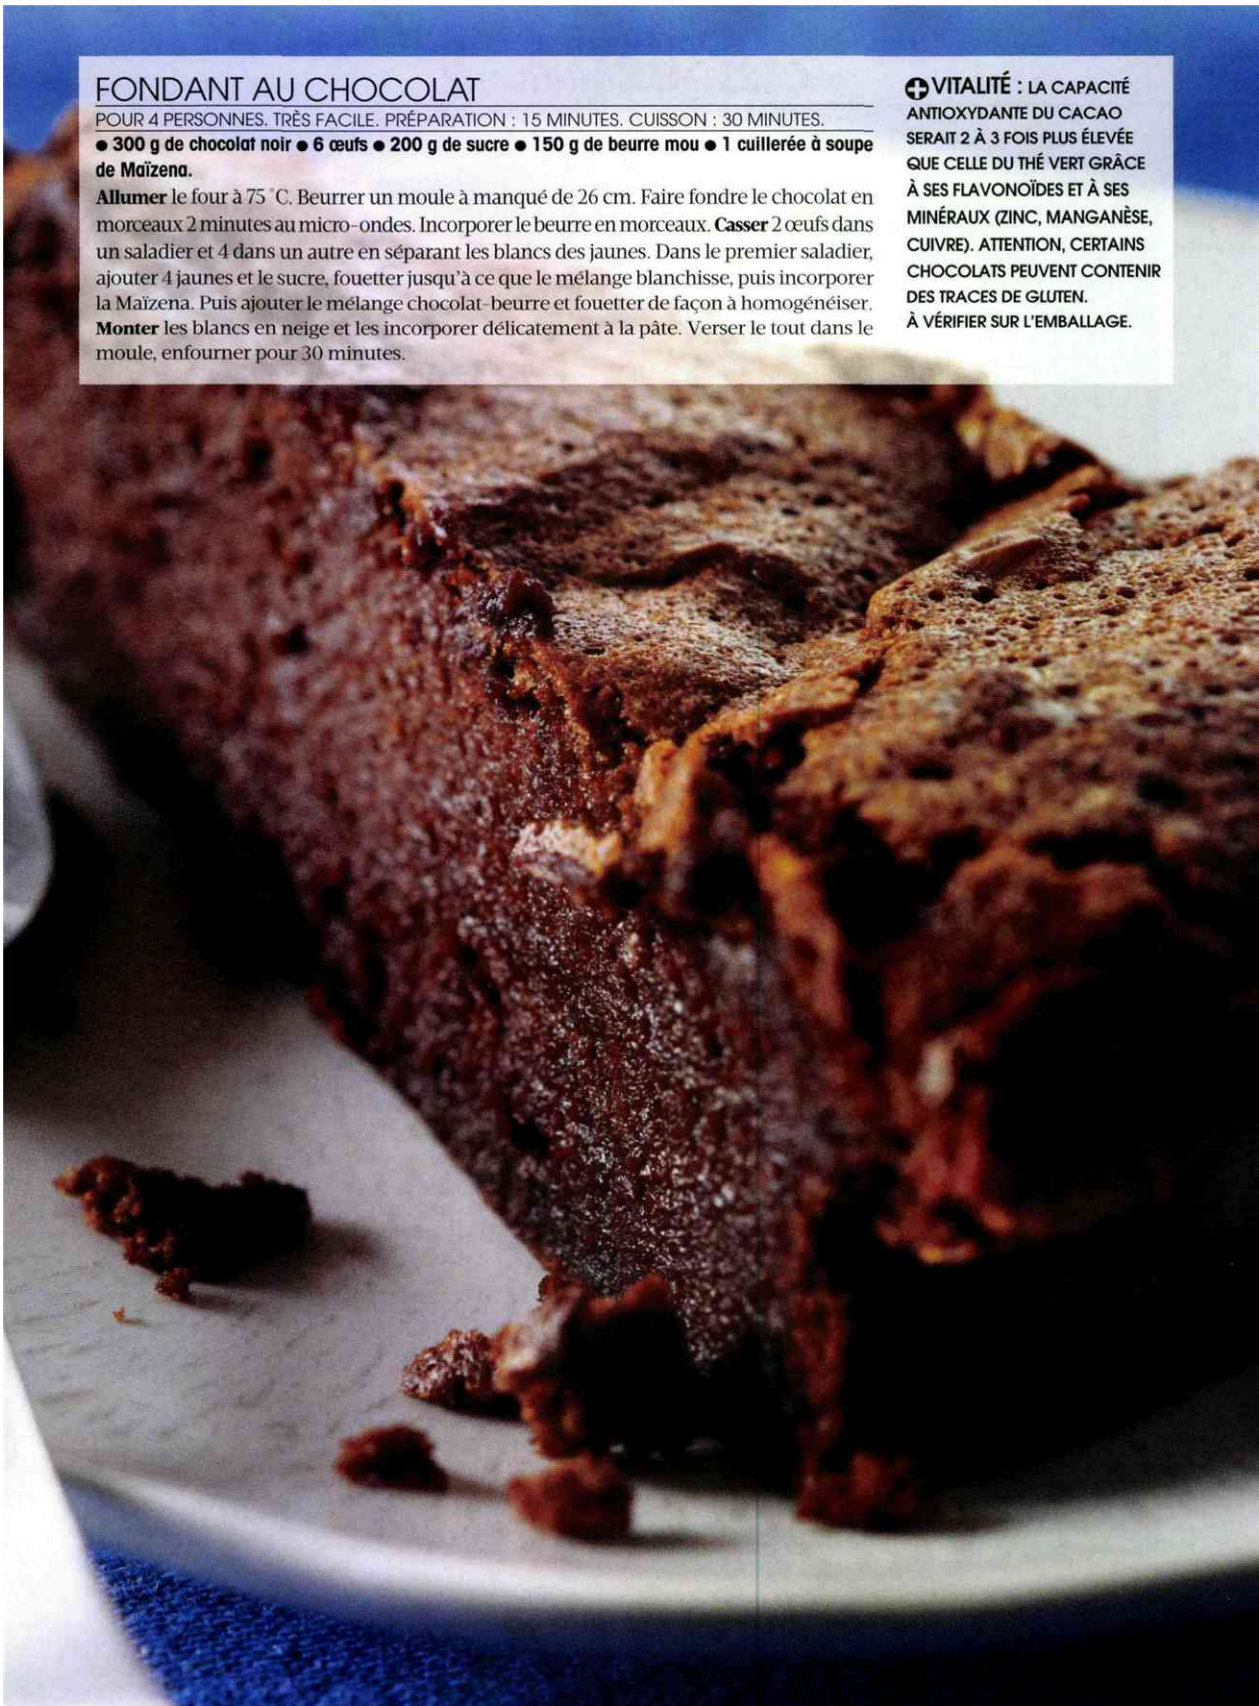 FONDANT AU CHOCOLAT
POUR 4 PERSONNES. TRÈS FACILE. PRÉPARATION : 15 MINUTES. CUISSON : 30 MINUTES.
● 300 g de chocolat noir ● 6 œufs ● 200 g de sucre ● 150 g de beurre mou ● 1 cuillerée à soupe
de Maïzena.
Allumer le four à 75 °C. Beurrer un moule à manqué de 26 cm. Faire fondre le chocolat en
morceaux 2 minutes au micro-ondes. Incorporer le beurre en morceaux. Casser 2 œufs dans
un saladier et 4 dans un autre en séparant les blancs des jaunes. Dans le premier saladier,
ajouter 4 jaunes et le sucre, fouetter jusqu'à ce que le mélange blanchisse, puis incorporer
la Maïzena. Puis ajouter le mélange chocolat-beurre et fouetter de façon à homogénéiser.
Monter les blancs en neige et les incorporer délicatement à la pâte. Verser le tout dans le
moule, enfourner pour 30 minutes.
+ VITALITÉ : LA CAPACITÉ
ANTIOXYDANTE DU CACAO
SERAIT 2 À 3 FOIS PLUS ÉLEVÉE
QUE CELLE DU THÉ VERT GRÂCE
À SES FLAVONOÏDES ET À SES
MINÉRAUX (ZINC, MANGANÈSE,
CUIVRE). ATTENTION, CERTAINS
CHOCOLATS PEUVENT CONTENIR
DES TRACES DE GLUTEN.
À VÉRIFIER SUR L'EMBALLAGE.